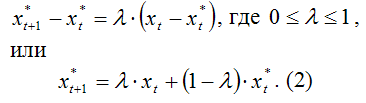 x*ₜ₊₁ − x*ₜ = λ·(xₜ − x*ₜ), где 0 ≤ λ ≤ 1,
или
x*ₜ₊₁ = λ·xₜ + (1−λ)·x*ₜ. (2)